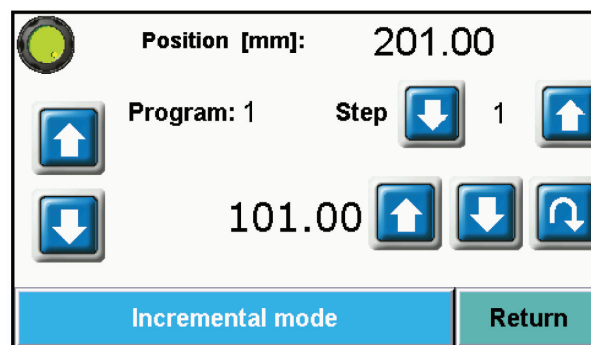 Position [mm]: 201.00
Program: 1 Step 1
101.00
Incremental mode Return